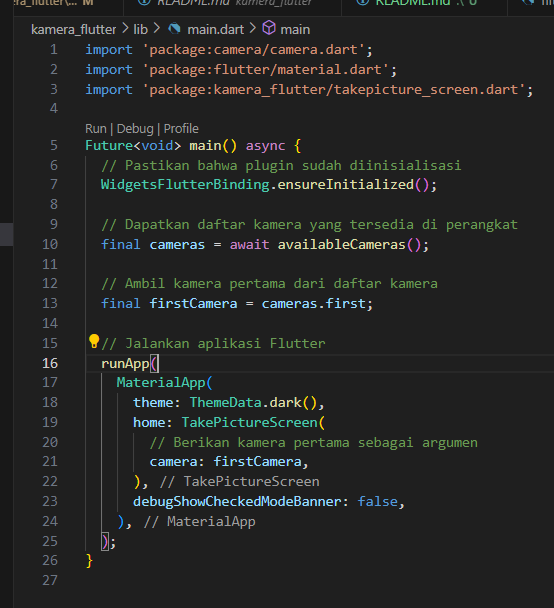 era_flutter\... M README.md kamera_flutter README.md .\ U
kamera_flutter > lib > main.dart > main
1 import 'package:camera/camera.dart';
2 import 'package:flutter/material.dart';
3 import 'package:kamera_flutter/takepicture_screen.dart';
4
Run | Debug | Profile
5 Future<void> main() async {
6 // Pastikan bahwa plugin sudah diinisialisasi
7 WidgetsFlutterBinding.ensureInitialized();
8
9 // Dapatkan daftar kamera yang tersedia di perangkat
10 final cameras = await availableCameras();
11
12 // Ambil kamera pertama dari daftar kamera
13 final firstCamera = cameras.first;
14
15 // Jalankan aplikasi Flutter
16 runApp(
17 MaterialApp(
18 theme: ThemeData.dark(),
19 home: TakePictureScreen(
20 // Berikan kamera pertama sebagai argumen
21 camera: firstCamera,
22 ), // TakePictureScreen
23 debugShowCheckedModeBanner: false,
24 ), // MaterialApp
25 );
26 }
27